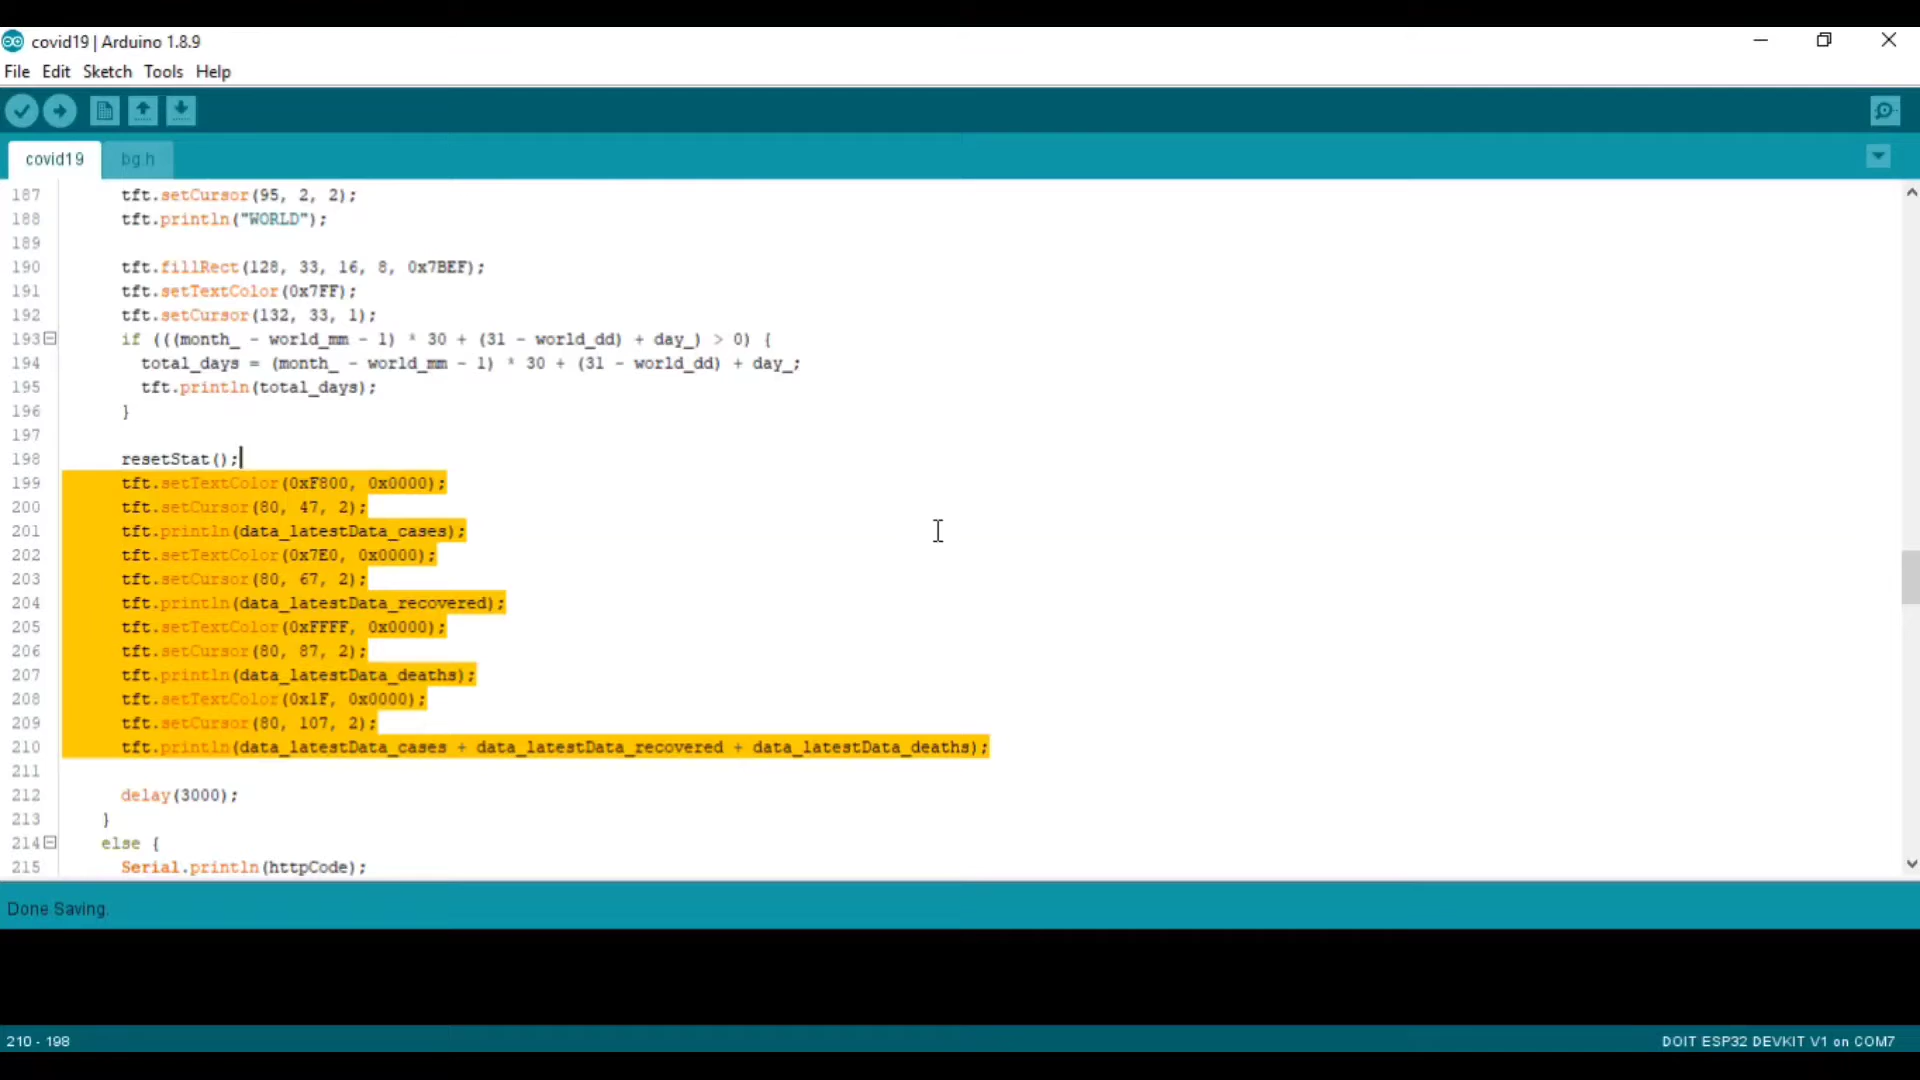 covid19 | Arduino 1.8.9
File Edit Sketch Tools Help
covid19 bg.h
187 tft.setCursor(95, 2, 2);
188 tft.println("WORLD");
189
190 tft.fillRect(128, 33, 16, 8, 0x7BEF);
191 tft.setTextColor(0x7FF);
192 tft.setCursor(132, 33, 1);
193 if (((month_ - world_mm - 1) * 30 + (31 - world_dd) + day_) > 0) {
194 total_days = (month_ - world_mm - 1) * 30 + (31 - world_dd) + day_;
195 tft.println(total_days);
196 }
197
198 resetStat();
199 tft.setTextColor(0xF800, 0x0000);
200 tft.setCursor(80, 47, 2);
201 tft.println(data_latestData_cases);
202 tft.setTextColor(0x7E0, 0x0000);
203 tft.setCursor(80, 67, 2);
204 tft.println(data_latestData_recovered);
205 tft.setTextColor(0xFFFF, 0x0000);
206 tft.setCursor(80, 87, 2);
207 tft.println(data_latestData_deaths);
208 tft.setTextColor(0x1F, 0x0000);
209 tft.setCursor(80, 107, 2);
210 tft.println(data_latestData_cases + data_latestData_recovered + data_latestData_deaths);
211
212 delay(3000);
213 }
214 else {
215 Serial.println(httpCode);
Done Saving.
210 - 198 DOIT ESP32 DEVKIT V1 on COM7